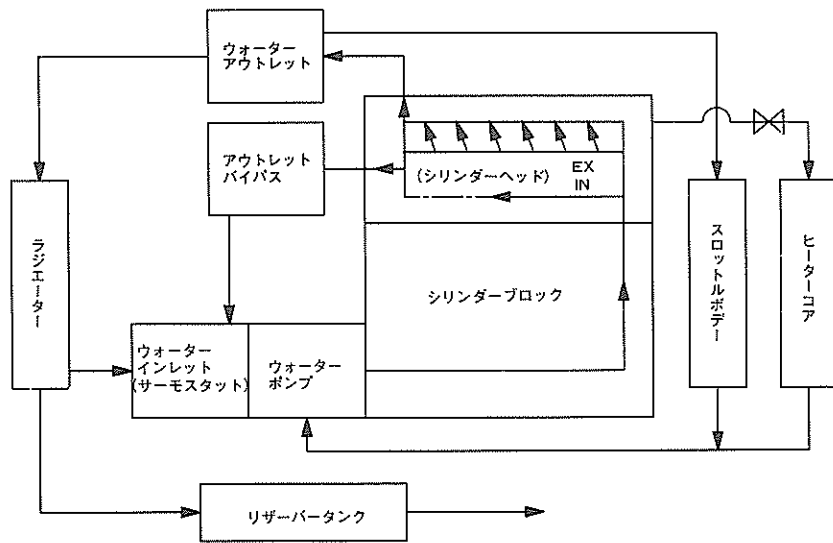 ウォーター
アウトレット
アウトレット
バイパス
(シリンダーヘッド)
EX
IN
ラジエーター
シリンダーブロック
スロットルボデー
ヒーターコア
ウォーター
インレット
(サーモスタット)
ウォーター
ポンプ
リザーバータンク